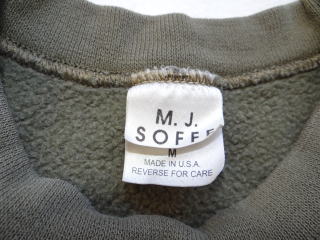 M. J.
SOFFE
M
MADE IN U.S.A.
REVERSE FOR CARE